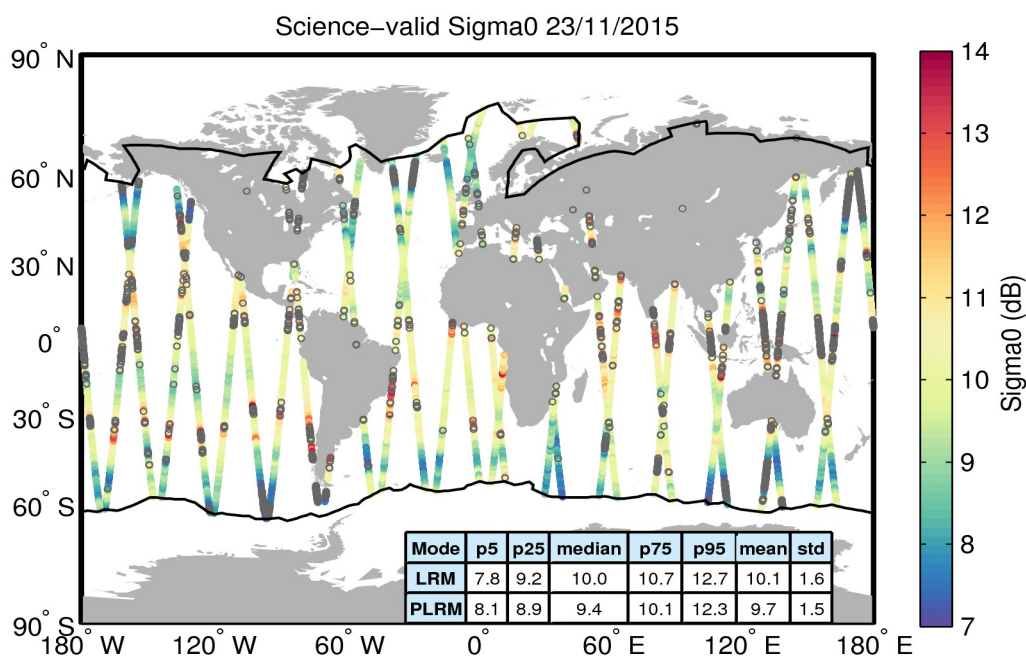 Science−valid Sigma0 23/11/2015
90° N
60° N
30° N
0°
30° S
60° S
90° S
180° W
120° W
60° W
0°
60° E
120° E
180° E
14
13
12
11
10
9
8
7
Sigma0 (dB)
Mode p5 p25 median p75 p95 mean std
LRM 7.8 9.2 10.0 10.7 12.7 10.1 1.6
PLRM 8.1 8.9 9.4 10.1 12.3 9.7 1.5